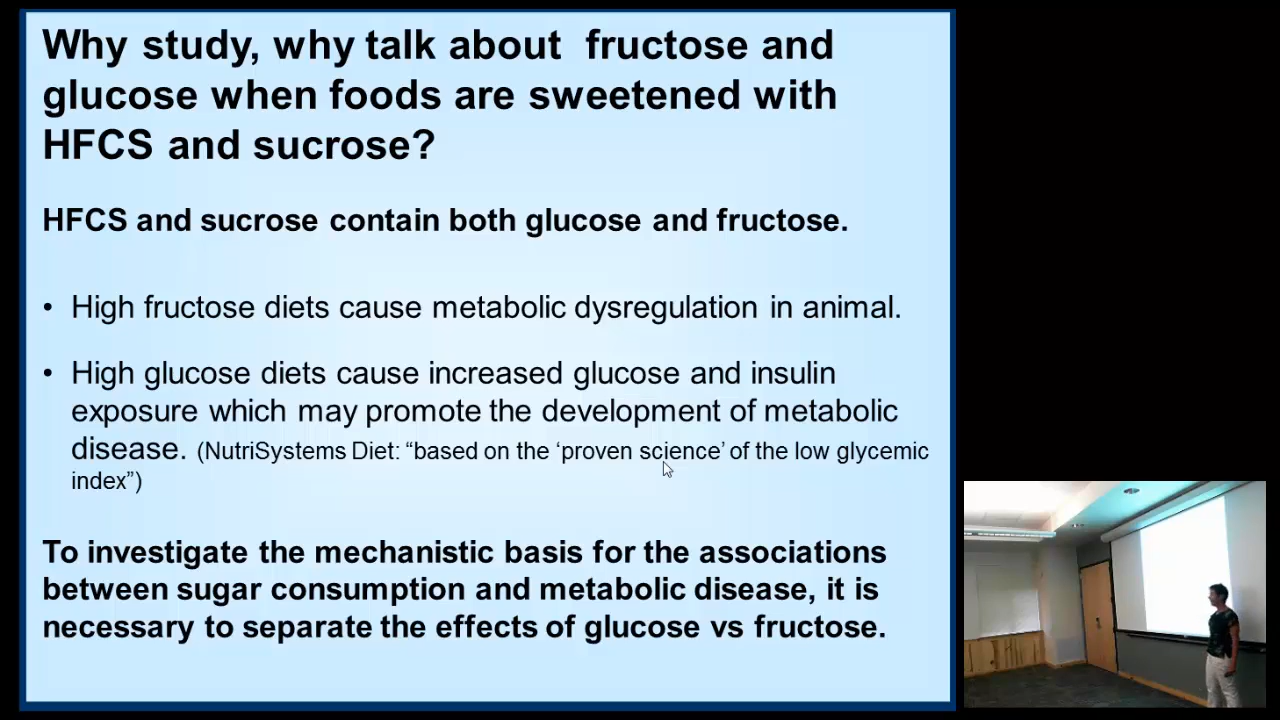 Why study, why talk about  fructose and
glucose when foods are sweetened with
HFCS and sucrose?
HFCS and sucrose contain both glucose and fructose.
• High fructose diets cause metabolic dysregulation in animal.
• High glucose diets cause increased glucose and insulin
exposure which may promote the development of metabolic
disease. (NutriSystems Diet: “based on the ‘proven science’ of the low glycemic
index”)
To investigate the mechanistic basis for the associations
between sugar consumption and metabolic disease, it is
necessary to separate the effects of glucose vs fructose.